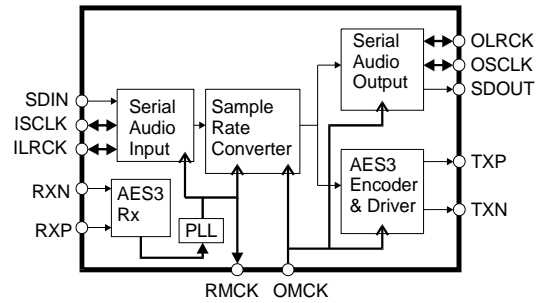 SDIN
ISCLK
ILRCK
RXN
RXP
Serial
Audio
Input
AES3
Rx
PLL
Sample
Rate
Converter
Serial
Audio
Output
AES3
Encoder
& Driver
OLRCK
OSCLK
SDOUT
TXP
TXN
RMCK
OMCK